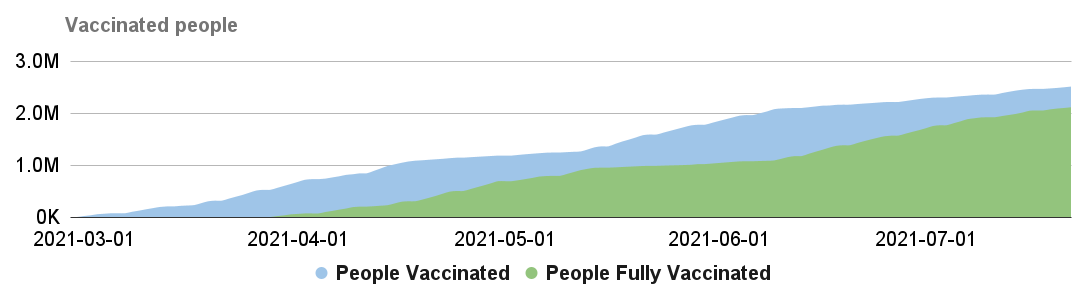 Vaccinated people
3.0M
2.0M
1.0M
0K
2021-03-01 2021-04-01 2021-05-01 2021-06-01 2021-07-01
People Vaccinated People Fully Vaccinated